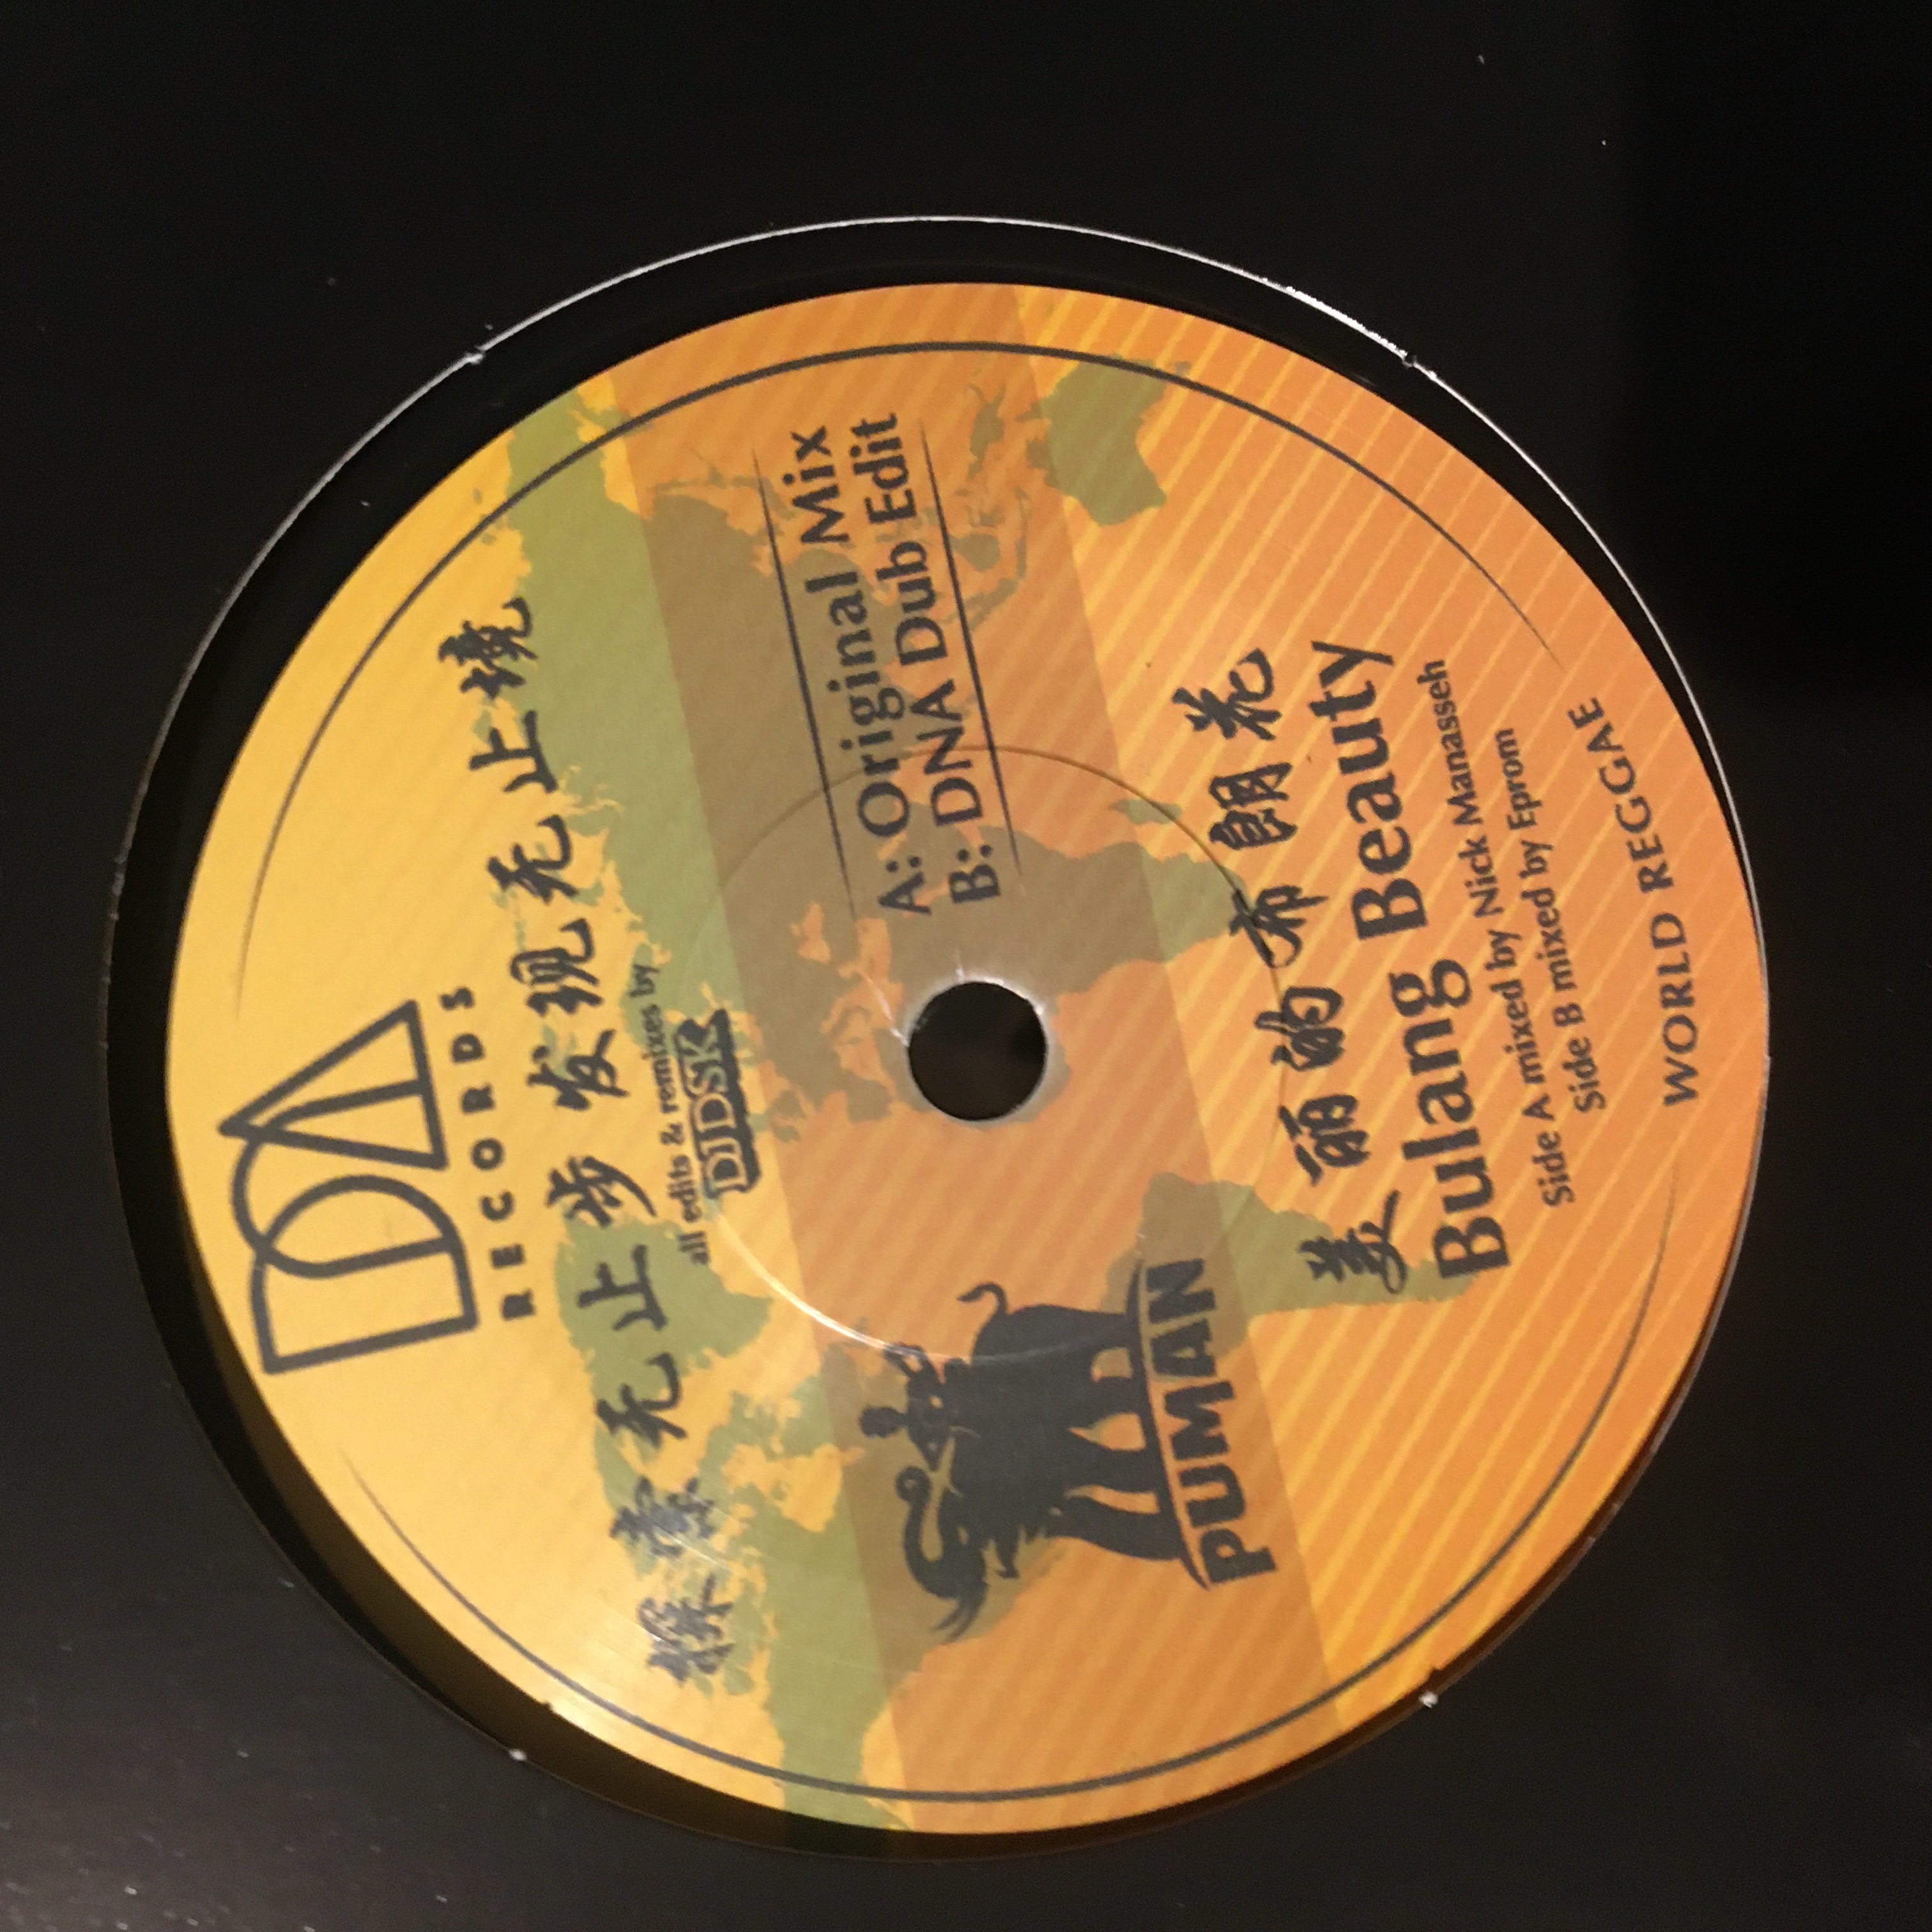 RECORDS
探索无止步 发现无止境
all edits & remixes by
DJ DSK
A: Original Mix
B: DNA Dub Edit
PUMAN
美丽的布朗花
Bulang Beauty
Side A mixed by Nick Manasseh
Side B mixed by Eprom
WORLD REGGAE